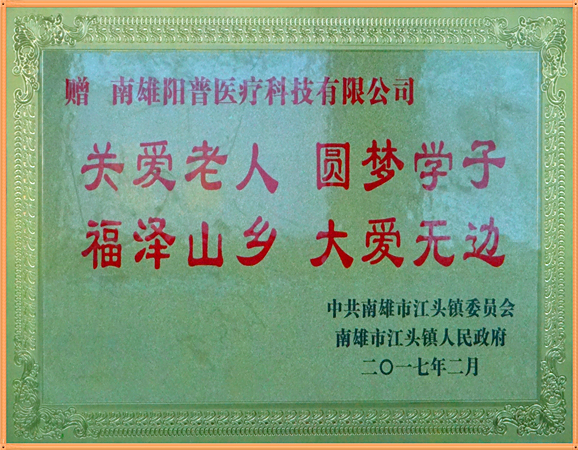 赠 南雄阳普医疗科技有限公司
关爱老人 圆梦学子
福泽山乡 大爱无边
中共南雄市江头镇委员会
南雄市江头镇人民政府
二〇一七年二月